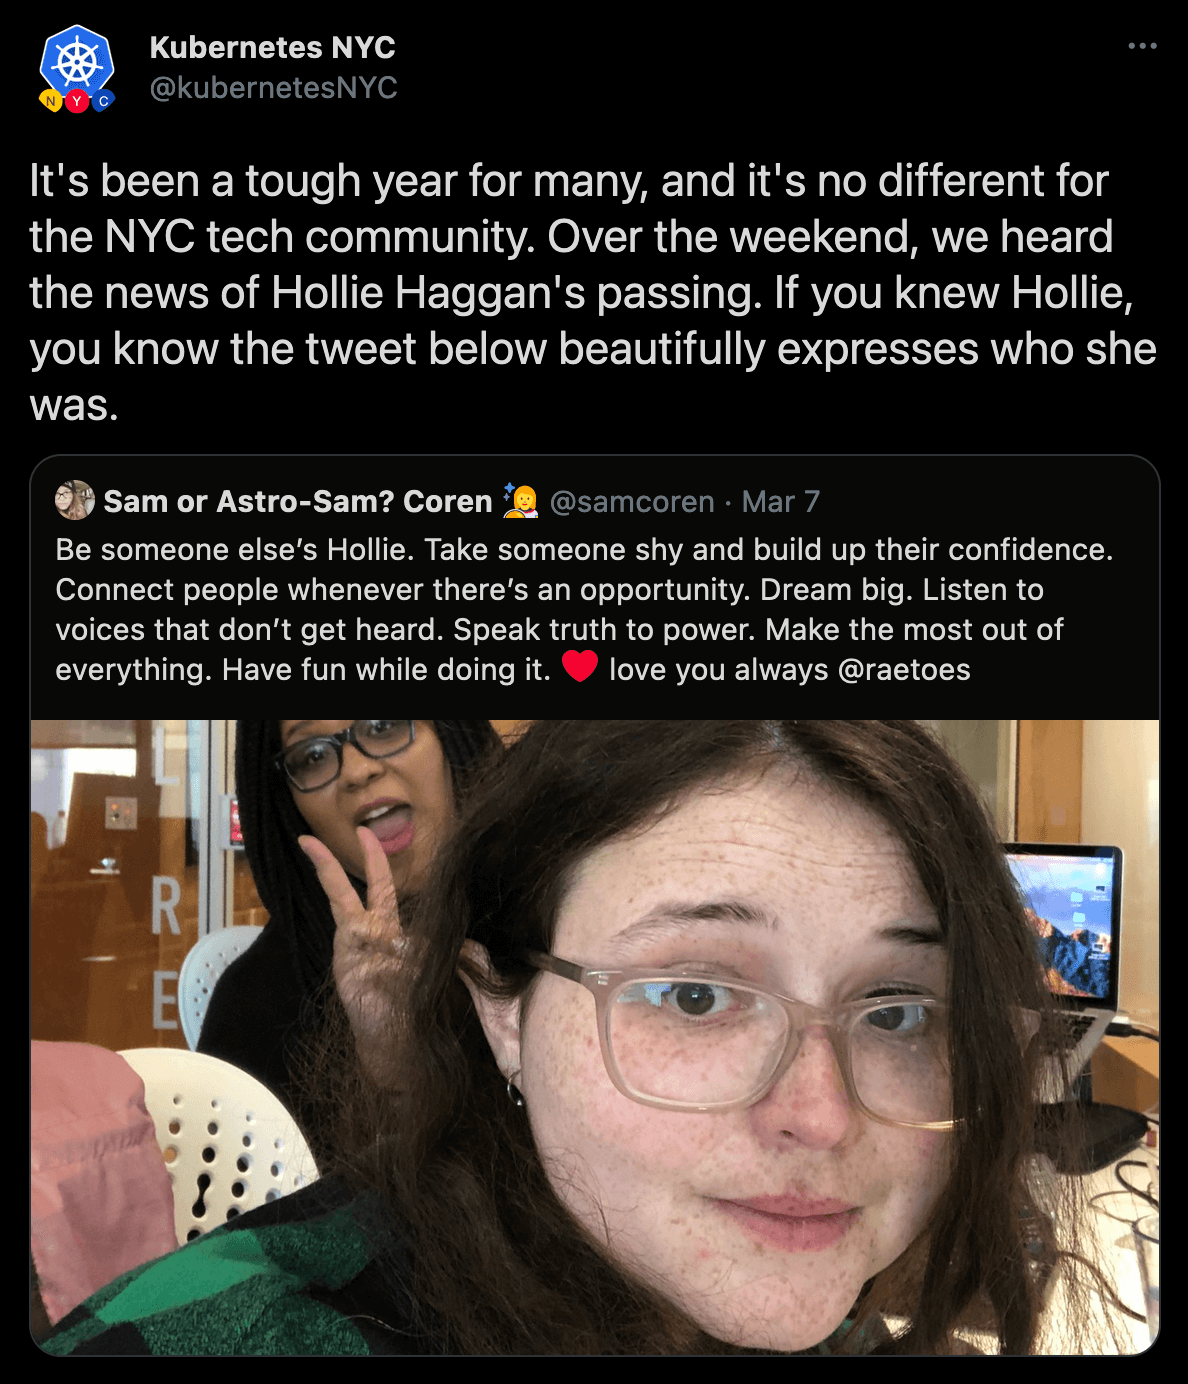 Kubernetes NYC
@kubernetesNYC
N Y C
It's been a tough year for many, and it's no different for
the NYC tech community. Over the weekend, we heard
the news of Hollie Haggan's passing. If you knew Hollie,
you know the tweet below beautifully expresses who she
was.
Sam or Astro-Sam? Coren @samcoren · Mar 7
Be someone else’s Hollie. Take someone shy and build up their confidence.
Connect people whenever there’s an opportunity. Dream big. Listen to
voices that don’t get heard. Speak truth to power. Make the most out of
everything. Have fun while doing it. ❤️ love you always @raetoes
L
R
E